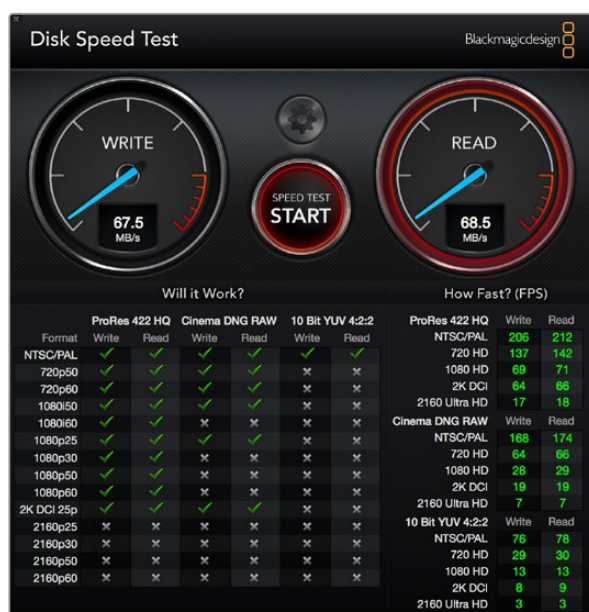 Disk Speed Test
Blackmagicdesign
WRITE
67.5
MB/s
SPEED TEST
START
READ
68.5
MB/s
Will it Work?
ProRes 422 HQ Cinema DNG RAW 10 Bit YUV 4:2:2
Format Write Read Write Read Write Read
NTSC/PAL
720p50
720p60
1080i50
1080i60
1080p25
1080p30
1080p50
1080p60
2K DCI 25p
2160p25
2160p30
2160p50
2160p60
How Fast? (FPS)
ProRes 422 HQ Write Read
NTSC/PAL 206 212
720 HD 137 142
1080 HD 69 71
2K DCI 64 66
2160 Ultra HD 17 18
Cinema DNG RAW Write Read
NTSC/PAL 168 174
720 HD 64 66
1080 HD 28 29
2K DCI 19 19
2160 Ultra HD 7 7
10 Bit YUV 4:2:2 Write Read
NTSC/PAL 76 78
720 HD 29 30
1080 HD 13 13
2K DCI 8 9
2160 Ultra HD 3 3